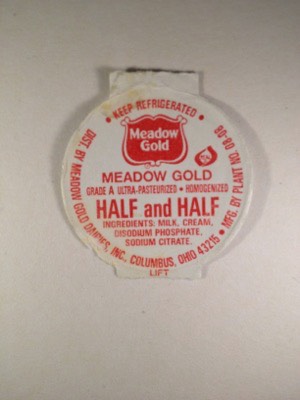 • KEEP REFRIGERATED •
Meadow
Gold
MEADOW GOLD
GRADE A ULTRA-PASTEURIZED • HOMOGENIZED
HALF and HALF
INGREDIENTS: MILK, CREAM,
DISODIUM PHOSPHATE,
SODIUM CITRATE.
DIST. BY MEADOW GOLD DAIRIES, INC., COLUMBUS, OHIO 43215 • MFG. BY PLANT NO. 08-06
LIFT